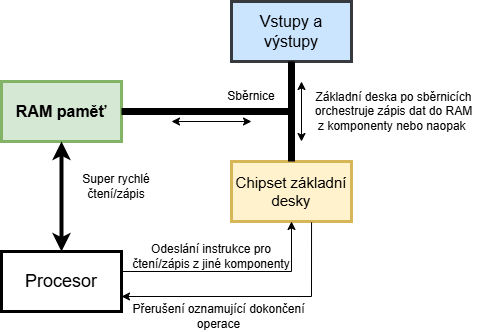 Vstupy a
výstupy
Sběrnice
Základní deska po sběrnicích
orchestruje zápis dat do RAM
z komponenty nebo naopak
RAM paměť
Super rychlé
čtení/zápis
Chipset základní
desky
Odeslání instrukce pro
čtení/zápis z jiné komponenty
Procesor
Přerušení oznamující dokončení
operace